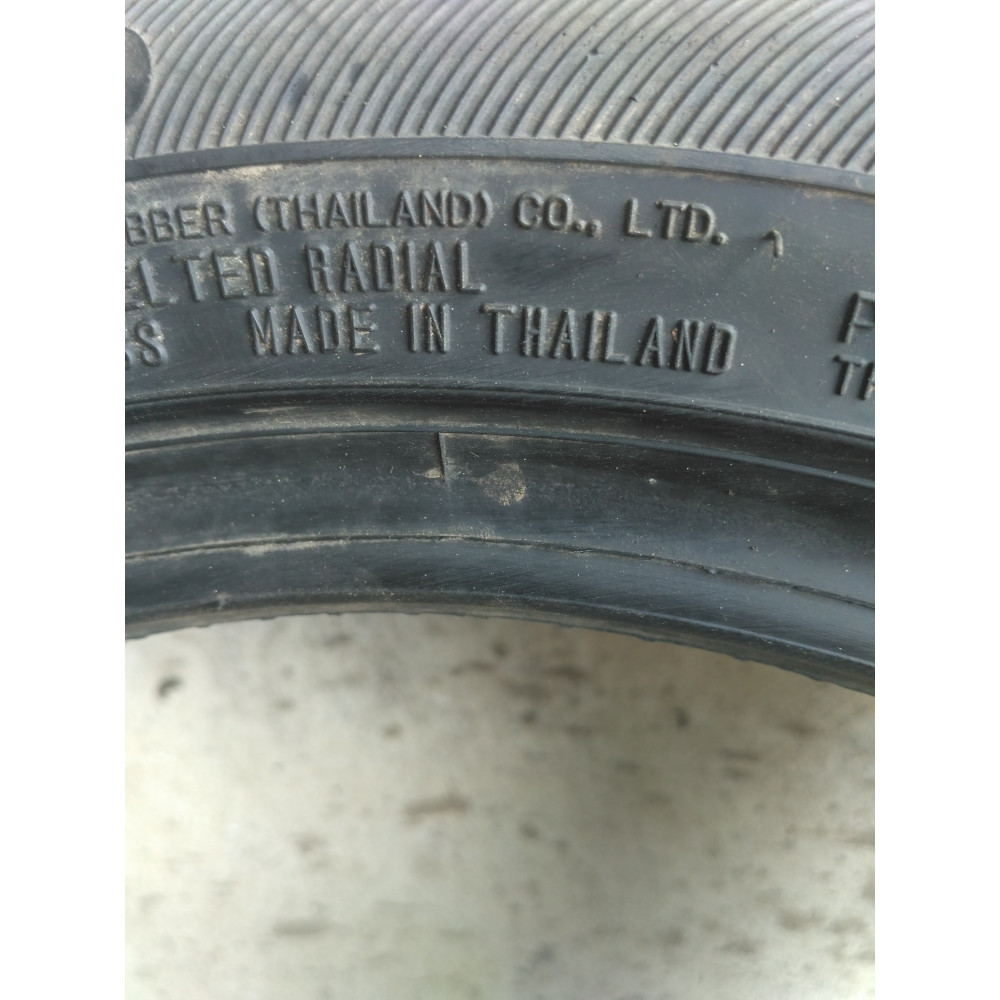 BBER (THAILAND) CO., LTD.
ELTED RADIAL
SS MADE IN THAILAND